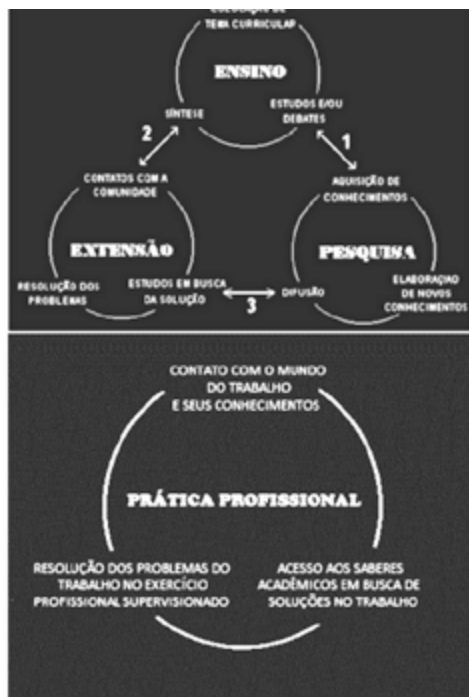 TEMA CURRICULAR
ENSINO
ESTUDOS E/OU
DEBATES
SÍNTESE
2
1
CONTATOS COM A
COMUNIDADE
AQUISIÇÃO DE
CONHECIMENTOS
EXTENSÃO
PESQUISA
RESOLUÇÃO DOS
PROBLEMAS
ESTUDOS EM BUSCA
DA SOLUÇÃO
3
DIFUSÃO
ELABORAÇÃO
DE NOVOS
CONHECIMENTOS
CONTATO COM O MUNDO
DO TRABALHO
E SEUS CONHECIMENTOS
PRÁTICA PROFISSIONAL
RESOLUÇÃO DOS PROBLEMAS DO
TRABALHO NO EXERCÍCIO
PROFISSIONAL SUPERVISIONADO
ACESSO AOS SABERES
ACADÊMICOS EM BUSCA DE
SOLUÇÕES NO TRABALHO